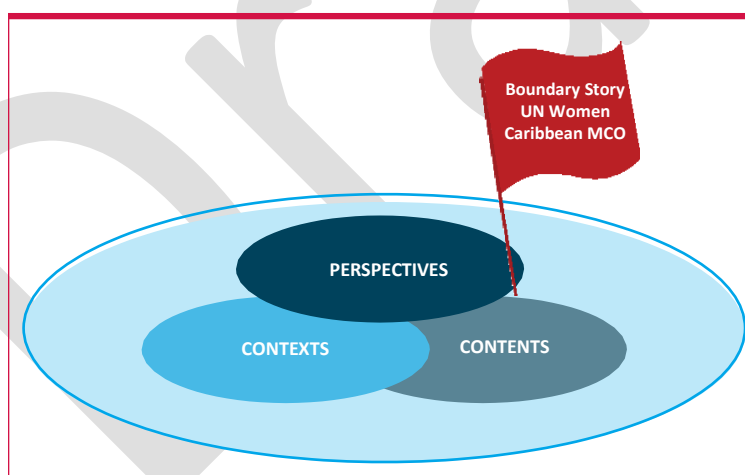 Boundary Story
UN Women
Caribbean MCO
PERSPECTIVES
CONTEXTS
CONTENTS